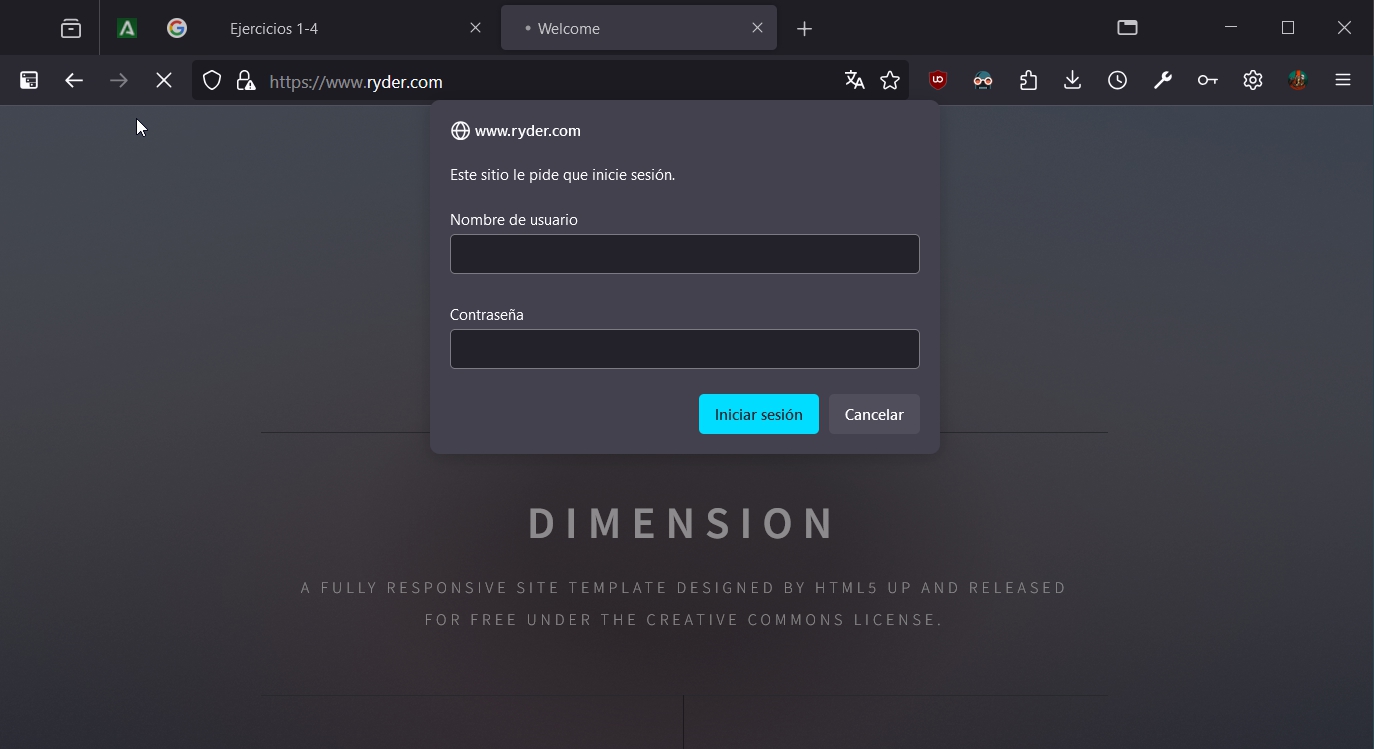 Ejercicios 1-4
Welcome
https://www.ryder.com
www.ryder.com
Este sitio le pide que inicie sesión.
Nombre de usuario
Contraseña
Iniciar sesión
Cancelar
DIMENSION
A FULLY RESPONSIVE SITE TEMPLATE DESIGNED BY HTML5 UP AND RELEASED
FOR FREE UNDER THE CREATIVE COMMONS LICENSE.